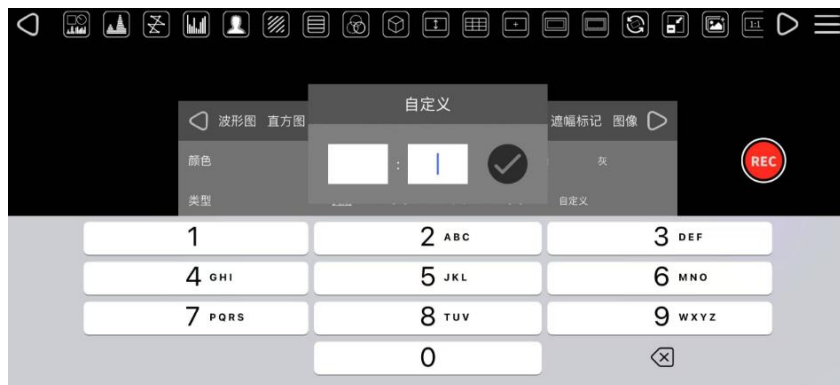 1:1
自定义
波形图 直方图 遮幅标记 图像
:
REC
颜色 灰
类型 自定义
1 2 ABC 3 DEF
4 GHI 5 JKL 6 MNO
7 PQRS 8 TUV 9 WXYZ
0